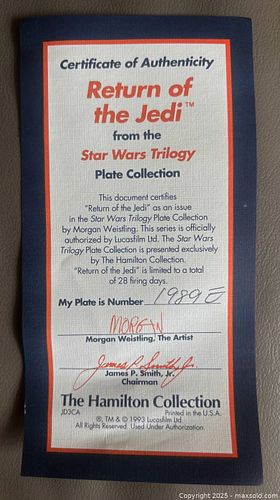 Certificate of Authenticity
Return of
the Jedi™
from the
Star Wars Trilogy
Plate Collection
This document certifies
"Return of the Jedi" as an issue
in the Star Wars Trilogy Plate Collection
by Morgan Weistling. This series is officially
authorized by Lucasfilm Ltd. The Star Wars
Trilogy Plate Collection is presented exclusively
by The Hamilton Collection.
"Return of the Jedi" is limited to a total
of 28 firing days.
My Plate is Number 1989 E
MORGAN
Morgan Weistling, The Artist
James P. Smith, Jr.
James P. Smith, Jr.
Chairman
The Hamilton Collection
JD3CA
Printed in the U.S.A.
®, TM & © 1993 Lucasfilm Ltd.
All Rights Reserved. Used Under Authorization.
Copyright © 2025 - maxsold.com